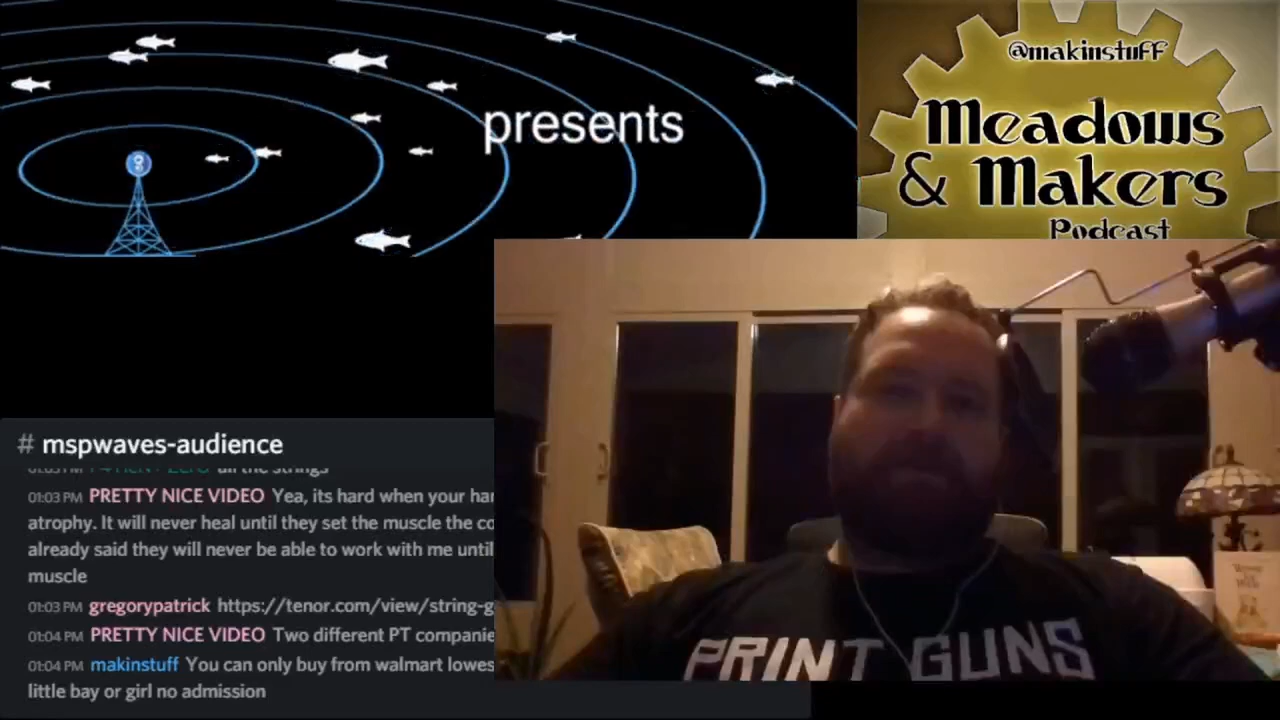 presents
@makinstuff
Meadows
& Makers
Podcast
# mspwaves-audience
all the strings
01:03 PM PRETTY NICE VIDEO Yea, its hard when your
atrophy. It will never heal until they set the muscle the
already said they will never be able to work with me until
muscle
01:03 PM gregorypatrick https://tenor.com/view/string-g
01:04 PM PRETTY NICE VIDEO Two different PT companie
01:04 PM makinstuff You can only buy from walmart lowes
little bay or girl no admission
PRINT GUNS